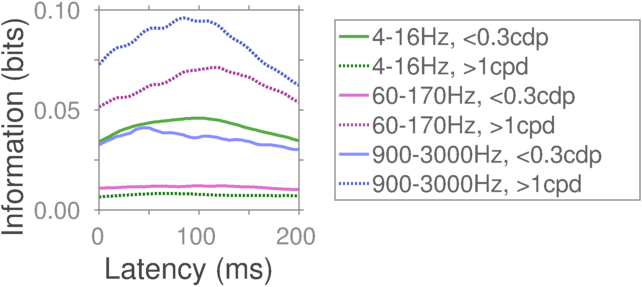 Information (bits)
0.10
0.05
0.00
0
100
200
Latency (ms)
4-16Hz, <0.3cdp
4-16Hz, >1cpd
60-170Hz, <0.3cdp
60-170Hz, >1cpd
900-3000Hz, <0.3cdp
900-3000Hz, >1cpd